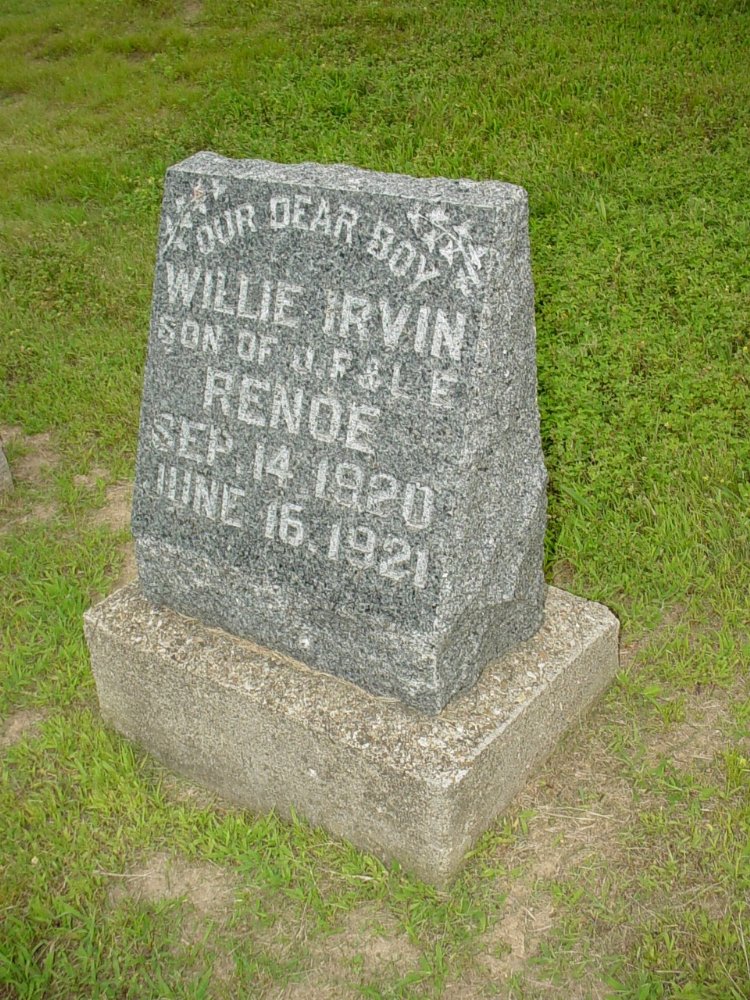 OUR DEAR BOY
WILLIE IRVIN
SON OF J.F & L.E
RENOE
SEP. 14, 1920
JUNE 16, 1921